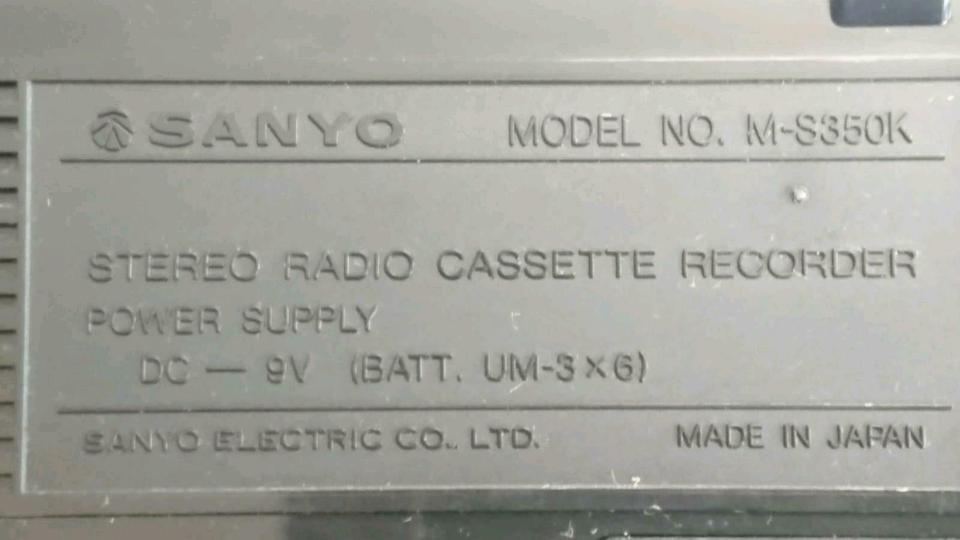 SANYO MODEL NO. M-S350K
STEREO RADIO CASSETTE RECORDER
POWER SUPPLY
DC — 9V (BATT. UM-3×6)
SANYO ELECTRIC CO., LTD. MADE IN JAPAN